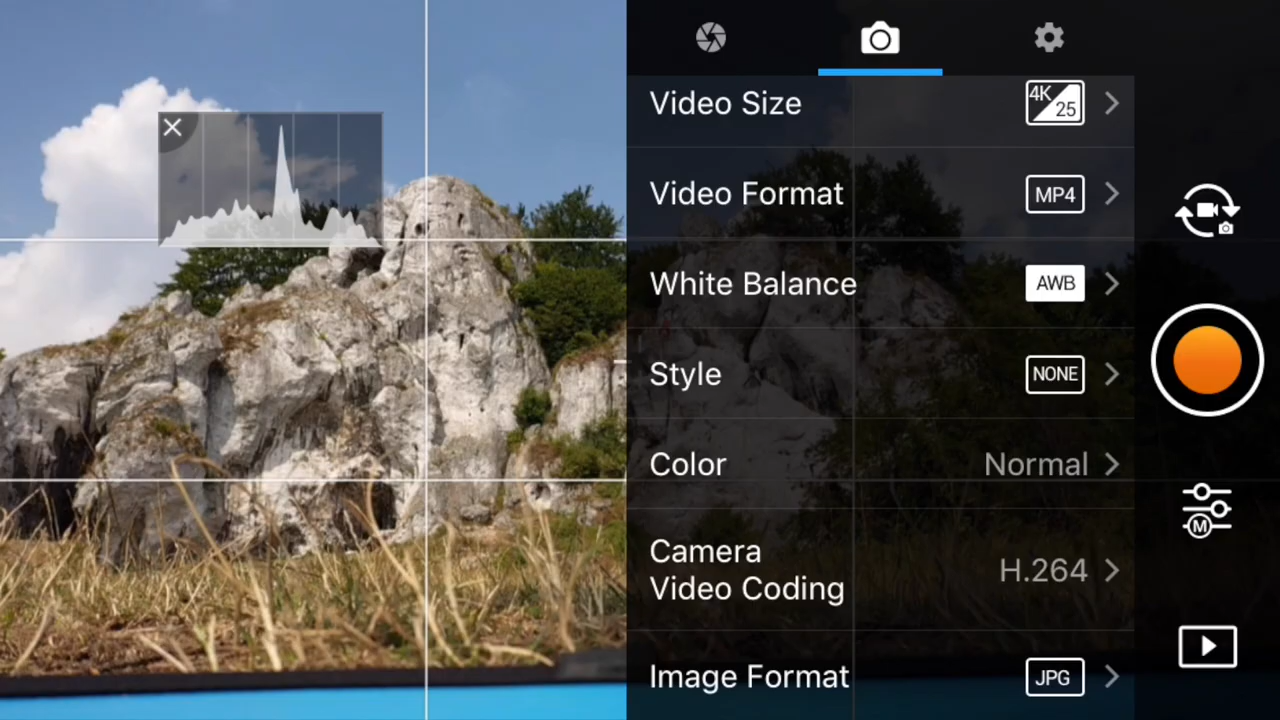 Video Size
4K 25
Video Format
MP4
White Balance
AWB
Style
NONE
Color
Normal
Camera
Video Coding
H.264
M
Image Format
JPG